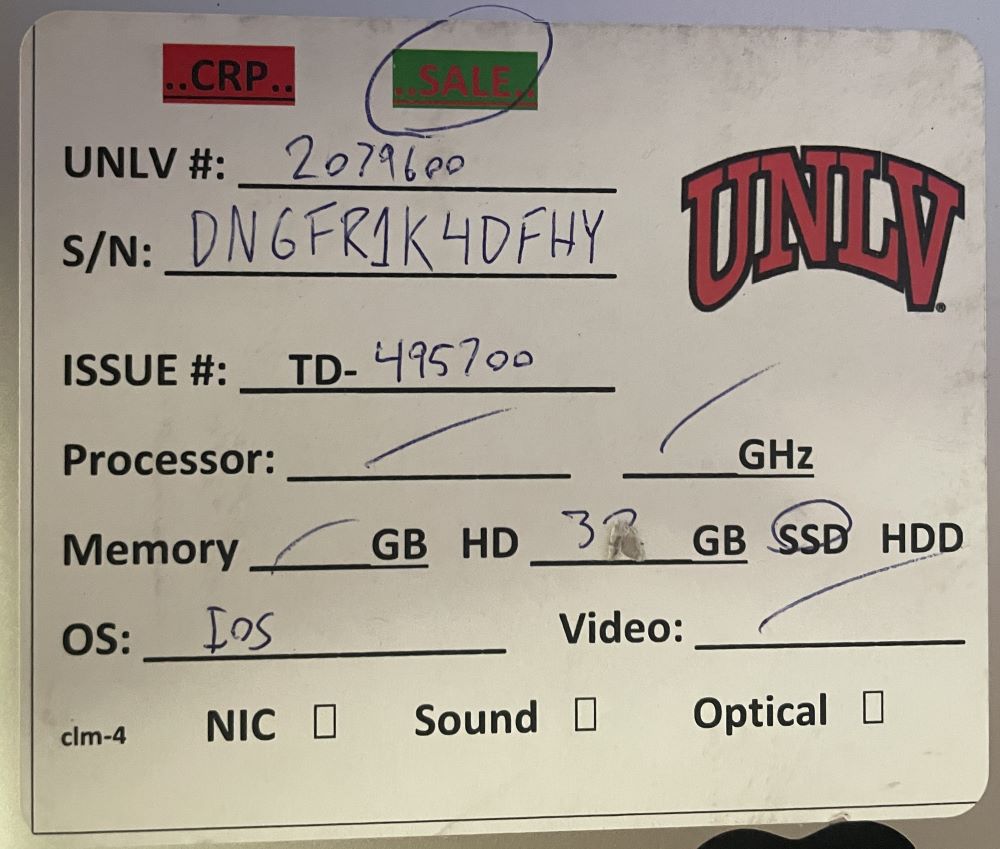 ..CRP.. ..SALE..
UNLV #: 2079600
S/N: DNGFR1K4DFHY
UNLV
ISSUE #: TD-495700
Processor: GHz
Memory GB HD 32 GB SSD HDD
OS: IOS Video:
clm-4 NIC Sound Optical